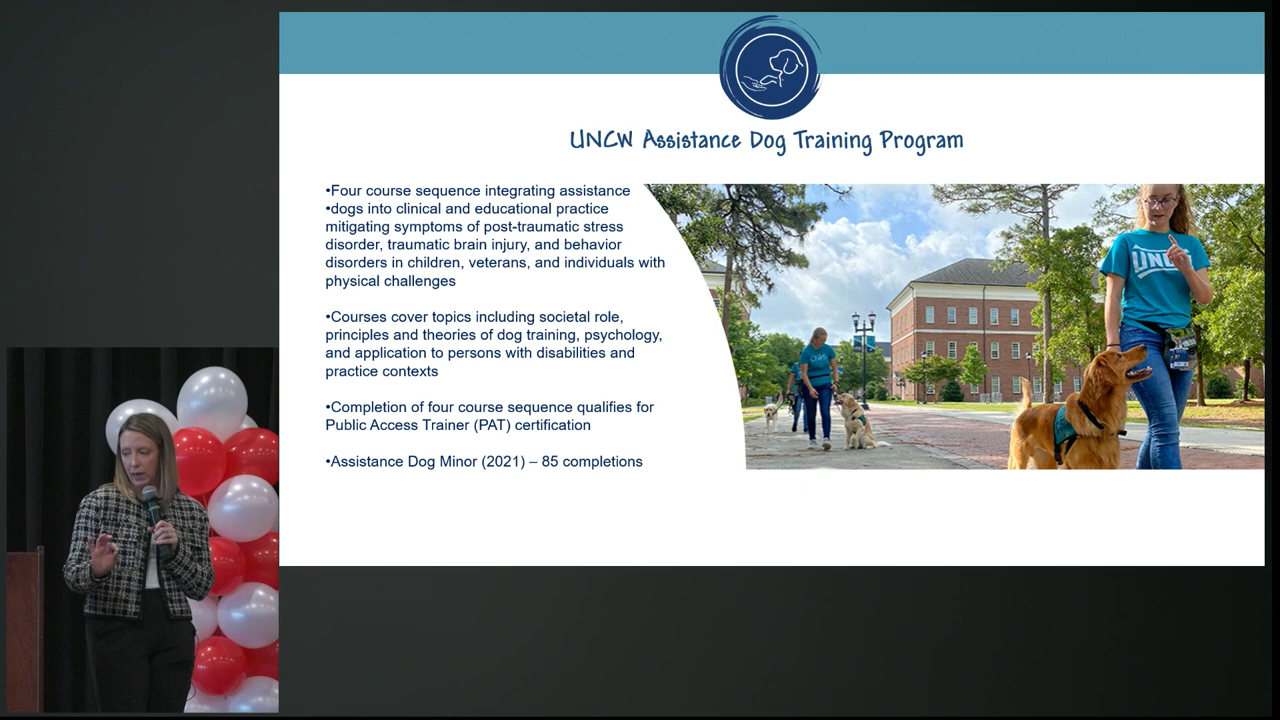 UNCW Assistance Dog Training Program
•Four course sequence integrating assistance
•dogs into clinical and educational practice
mitigating symptoms of post-traumatic stress
disorder, traumatic brain injury, and behavior
disorders in children, veterans, and individuals with
physical challenges
•Courses cover topics including societal role,
principles and theories of dog training, psychology,
and application to persons with disabilities and
practice contexts
•Completion of four course sequence qualifies for
Public Access Trainer (PAT) certification
•Assistance Dog Minor (2021) – 85 completions